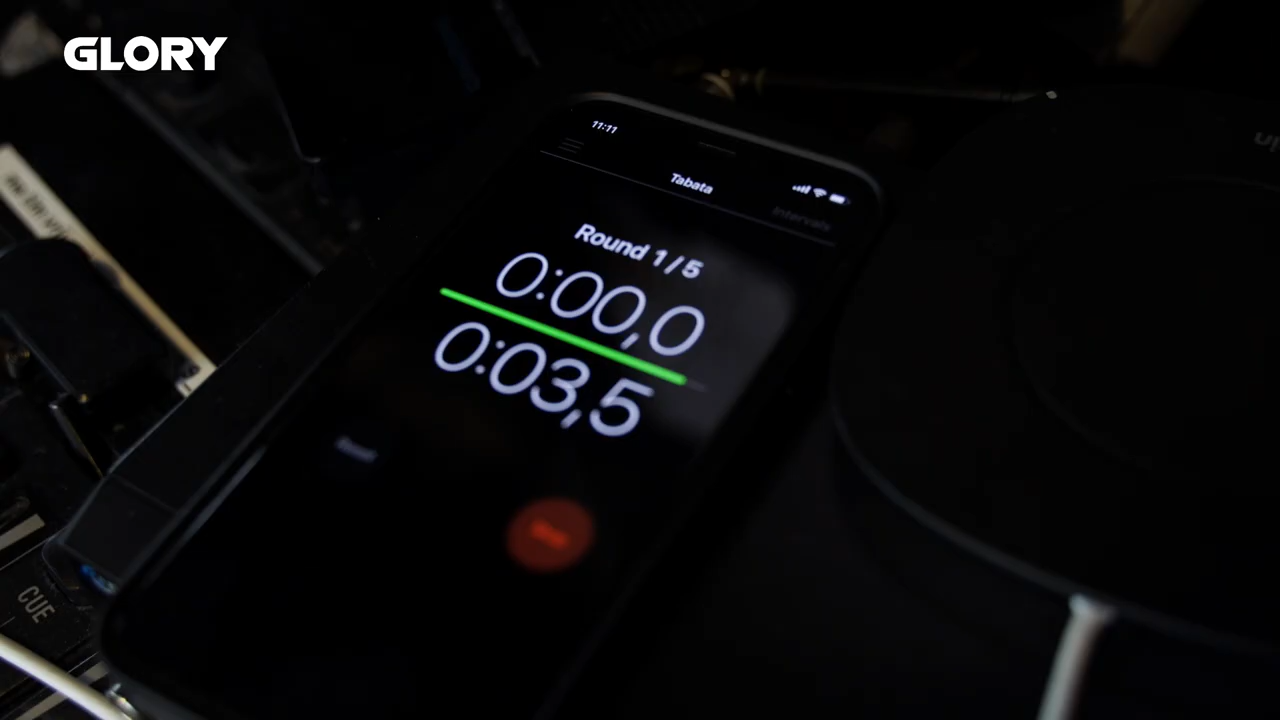 GLORY
11:11
Tabata
Intervals
Round 1/5
0:00,0
0:03,5
CUE